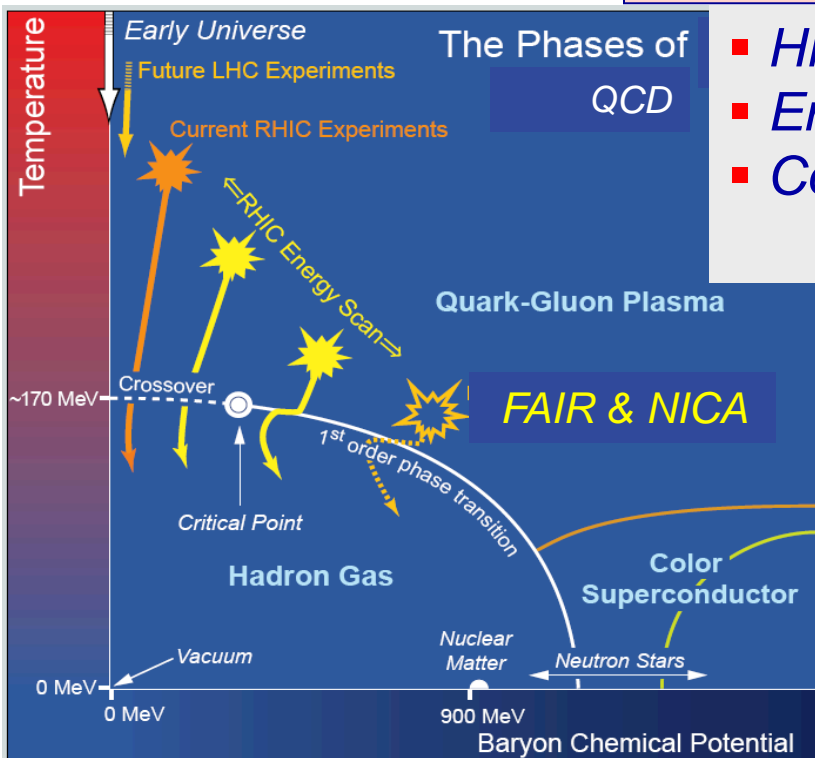 Early Universe
The Phases of
QCD
Future LHC Experiments
Current RHIC Experiments
Temperature
⇐RHIC Energy Scan⇒
Quark-Gluon Plasma
FAIR & NICA
Crossover
~170 MeV
1st order phase transition
Critical Point
Hadron Gas
Color
Superconductor
Nuclear
Matter
Neutron Stars
Vacuum
0 MeV
0 MeV
900 MeV
Baryon Chemical Potential